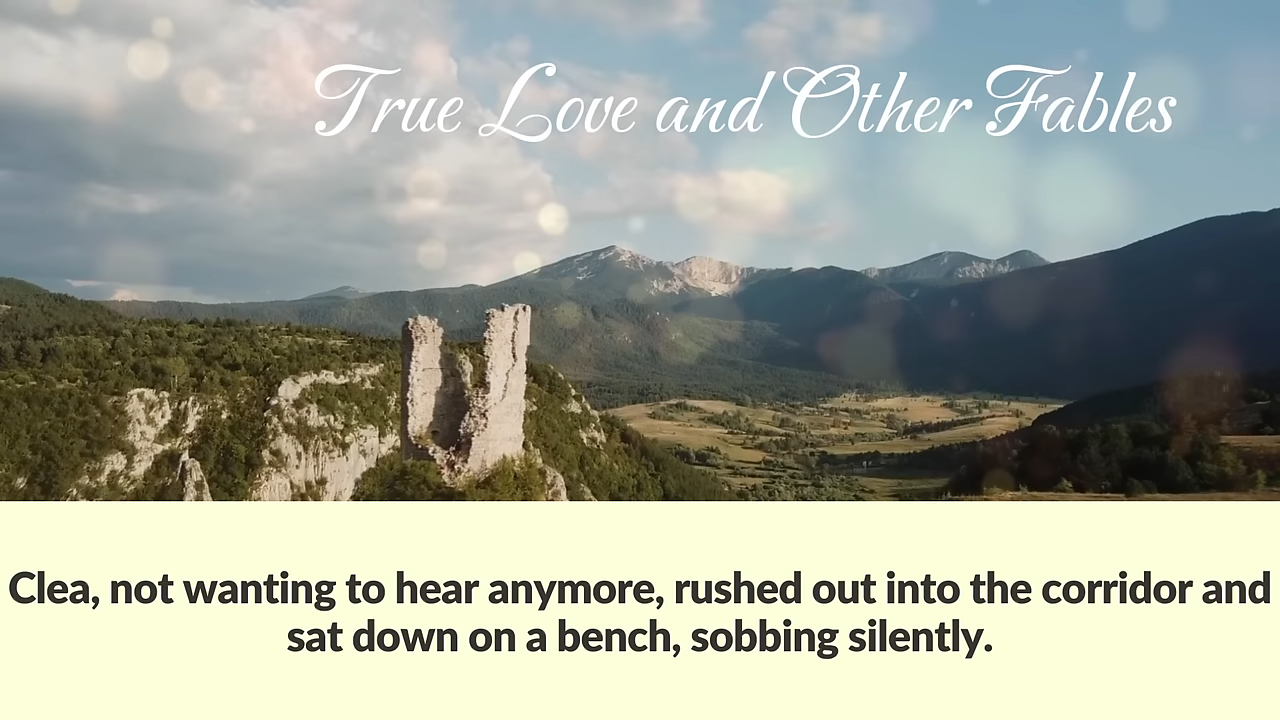 True Love and Other Fables
Clea, not wanting to hear anymore, rushed out into the corridor and
sat down on a bench, sobbing silently.